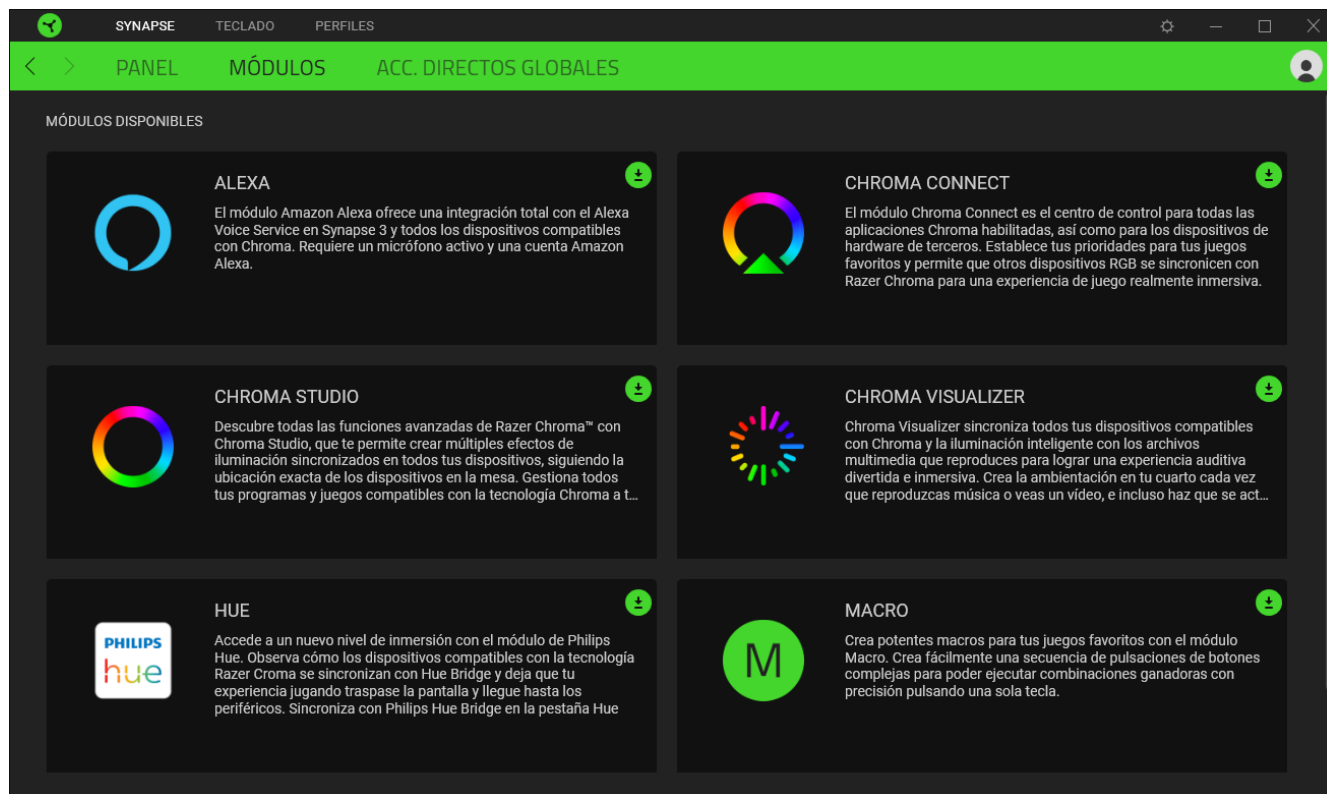 SYNAPSE TECLADO PERFILES
PANEL MÓDULOS ACC. DIRECTOS GLOBALES
MÓDULOS DISPONIBLES
ALEXA
El módulo Amazon Alexa ofrece una integración total con el Alexa
Voice Service en Synapse 3 y todos los dispositivos compatibles
con Chroma. Requiere un micrófono activo y una cuenta Amazon
Alexa.
CHROMA CONNECT
El módulo Chroma Connect es el centro de control para todas las
aplicaciones Chroma habilitadas, así como para los dispositivos de
hardware de terceros. Establece tus prioridades para tus juegos
favoritos y permite que otros dispositivos RGB se sincronicen con
Razer Chroma para una experiencia de juego realmente inmersiva.
CHROMA STUDIO
Descubre todas las funciones avanzadas de Razer Chroma™ con
Chroma Studio, que te permite crear múltiples efectos de
iluminación sincronizados en todos tus dispositivos, siguiendo la
ubicación exacta de los dispositivos en la mesa. Gestiona todos
tus programas y juegos compatibles con la tecnología Chroma a t...
CHROMA VISUALIZER
Chroma Visualizer sincroniza todos tus dispositivos compatibles
con Chroma y la iluminación inteligente con los archivos
multimedia que reproduces para lograr una experiencia auditiva
divertida e inmersiva. Crea la ambientación en tu cuarto cada vez
que reproduzcas música o veas un vídeo, e incluso haz que se act...
PHILIPS
hue
HUE
Accede a un nuevo nivel de inmersión con el módulo de Philips
Hue. Observa cómo los dispositivos compatibles con la tecnología
Razer Croma se sincronizan con Hue Bridge y deja que tu
experiencia jugando traspase la pantalla y llegue hasta los
periféricos. Sincroniza con Philips Hue Bridge en la pestaña Hue
M
MACRO
Crea potentes macros para tus juegos favoritos con el módulo
Macro. Crea fácilmente una secuencia de pulsaciones de botones
complejas para poder ejecutar combinaciones ganadoras con
precisión pulsando una sola tecla.